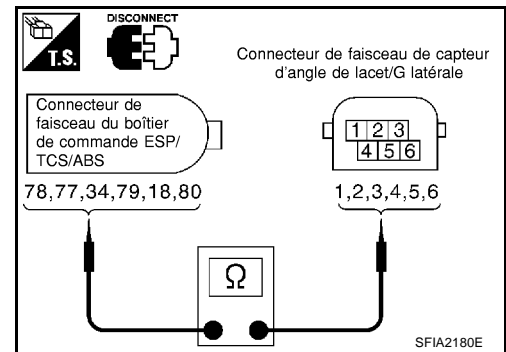 DISCONNECT
T.S.
Connecteur de faisceau de capteur
d'angle de lacet/G latérale
Connecteur de
faisceau du boîtier
de commande ESP/
TCS/ABS
1 2 3
4 5 6
78,77,34,79,18,80
1,2,3,4,5,6
Ω
SFIA2180E